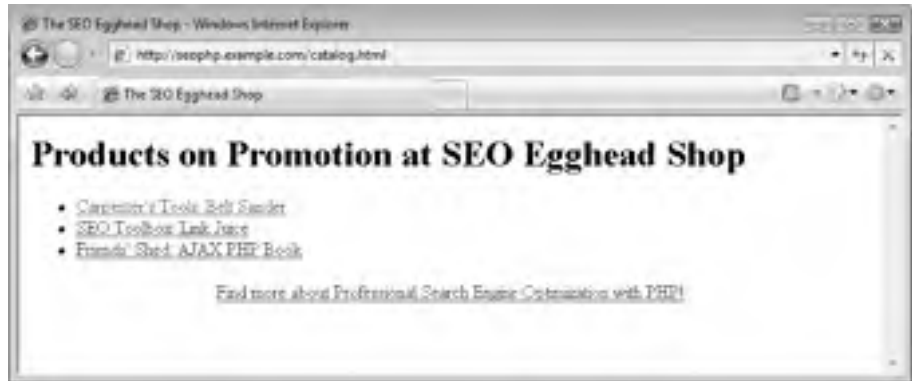 The SEO Egghead Shop - Windows Internet Explorer
http://seophp.example.com/catalog.html
The SEO Egghead Shop
Products on Promotion at SEO Egghead Shop
Carpenter's Tools: Belt Sander
SEO Toolbox: Link Juice
Friends' Shed: AJAX PHP Book
Find more about Professional Search Engine Optimization with PHP!